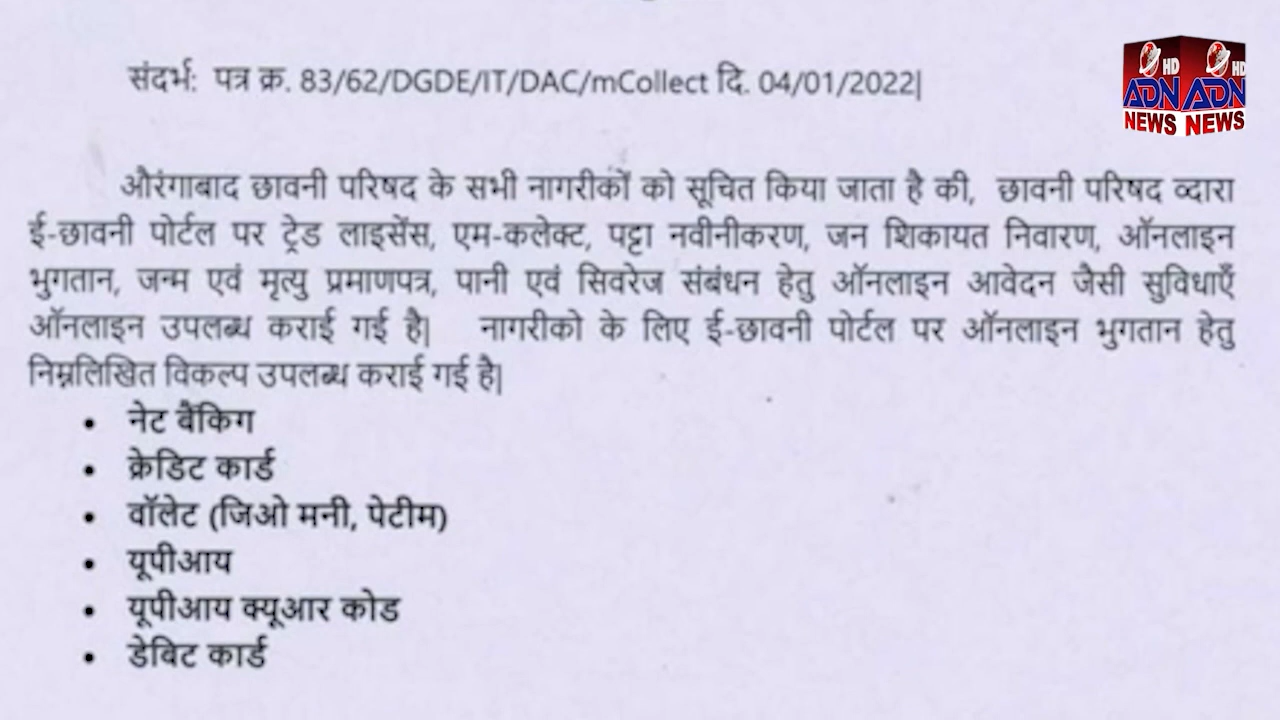 संदर्भ: पत्र क्र. 83/62/DGDE/IT/DAC/mCollect दि. 04/01/2022|
HD HD
ADN ADN
NEWS NEWS
औरंगाबाद छावनी परिषद के सभी नागरीकों को सूचित किया जाता है की, छावनी परिषद व्दारा
ई-छावनी पोर्टल पर ट्रेड लाइसेंस, एम-कलेक्ट, पट्टा नवीनीकरण, जन शिकायत निवारण, ऑनलाइन
भुगतान, जन्म एवं मृत्यु प्रमाणपत्र, पानी एवं सिवरेज संबंधन हेतु ऑनलाइन आवेदन जैसी सुविधाएँ
ऑनलाइन उपलब्ध कराई गई है| नागरीको के लिए ई-छावनी पोर्टल पर ऑनलाइन भुगतान हेतु
निम्नलिखित विकल्प उपलब्ध कराई गई है|
• नेट बैंकिग
• क्रेडिट कार्ड
• वॉलेट (जिओ मनी, पेटीम)
• यूपीआय
• यूपीआय क्यूआर कोड
• डेबिट कार्ड